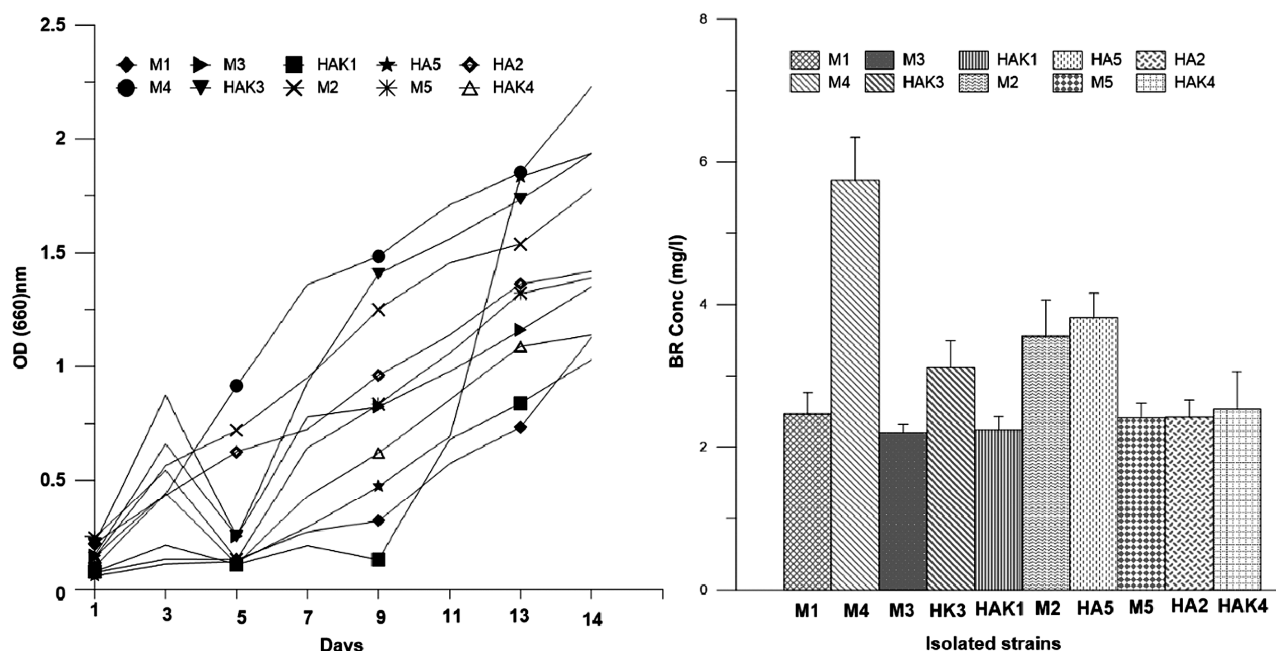 2.5
2
1.5
1
0.5
0
OD (660)nm
M1 M3 HAK1 HA5 HA2
M4 HAK3 M2 M5 HAK4
1 3 5 7 9 11 13 14
Days
8
6
4
2
0
BR Conc (mg/l)
M1 M3 HAK1 HA5 HA2
M4 HAK3 M2 M5 HAK4
M1 M4 M3 HK3 HAK1 M2 HA5 M5 HA2 HAK4
Isolated strains